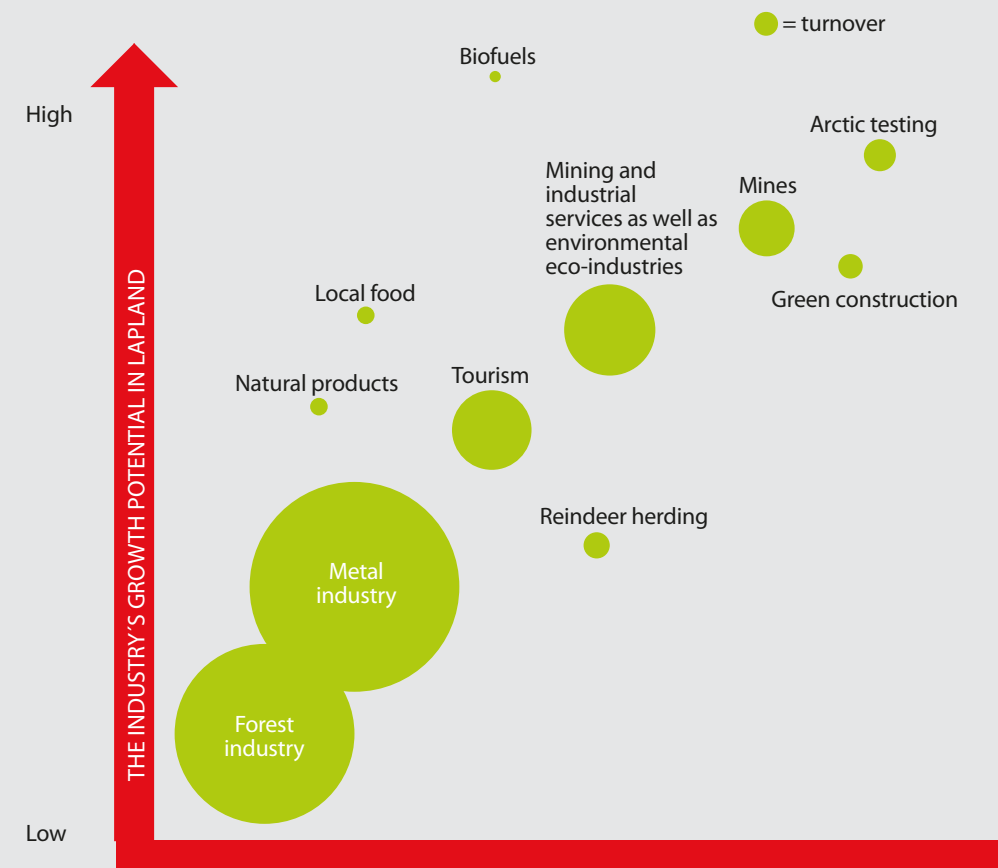 = turnover
Biofuels
High
Arctic testing
Mining and
industrial
services as well as
environmental
eco-industries
Mines
Local food
Green construction
Natural products
Tourism
THE INDUSTRY´S GROWTH POTENTIAL IN LAPLAND
Reindeer herding
Metal
industry
Forest
industry
Low